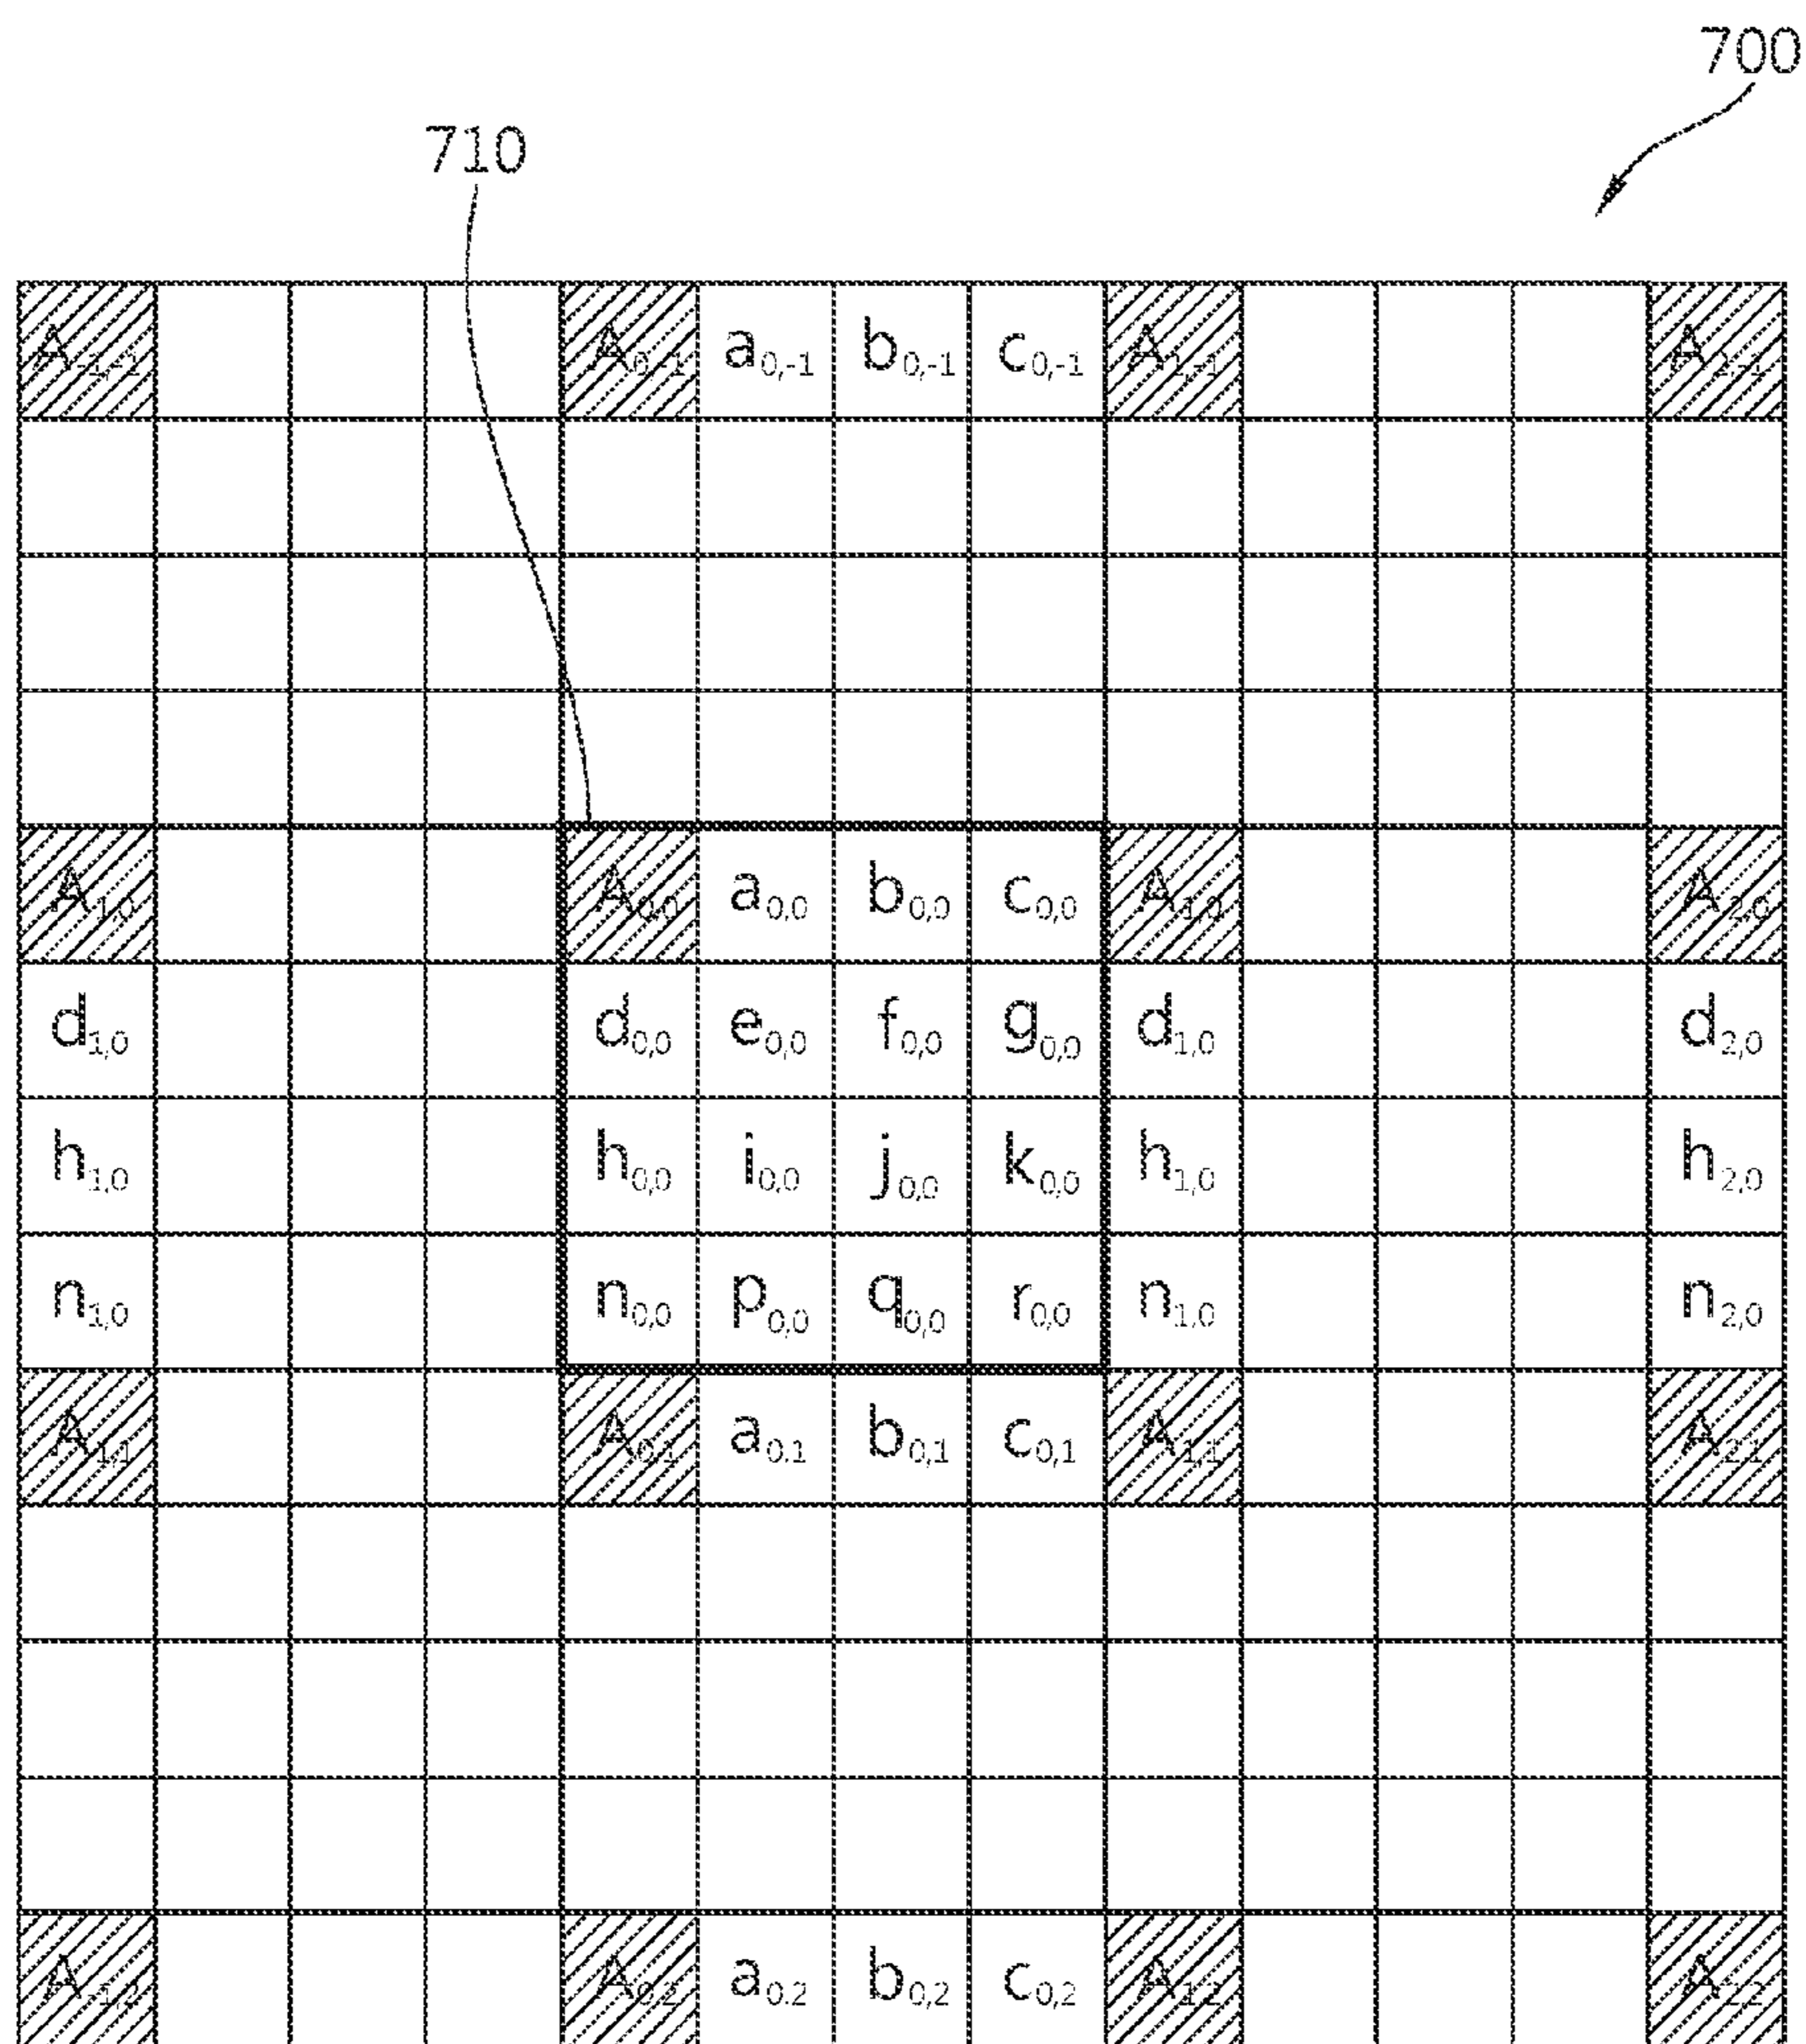 700
710
A-1,-1 A0,-1 a0,-1 b0,-1 c0,-1 A1,-1 A2,-1
A1,0 A0,0 a0,0 b0,0 c0,0 A1,0 A2,0
d1,0 d0,0 e0,0 f0,0 g0,0 d1,0 d2,0
h1,0 h0,0 i0,0 j0,0 k0,0 h1,0 h2,0
n1,0 n0,0 p0,0 q0,0 r0,0 n1,0 n2,0
A1,1 A0,1 a0.1 b0,1 c0,1 A1,1 A2,1
A-1,2 A0,2 a0.2 b0,2 c0,2 A1,2 A2,2